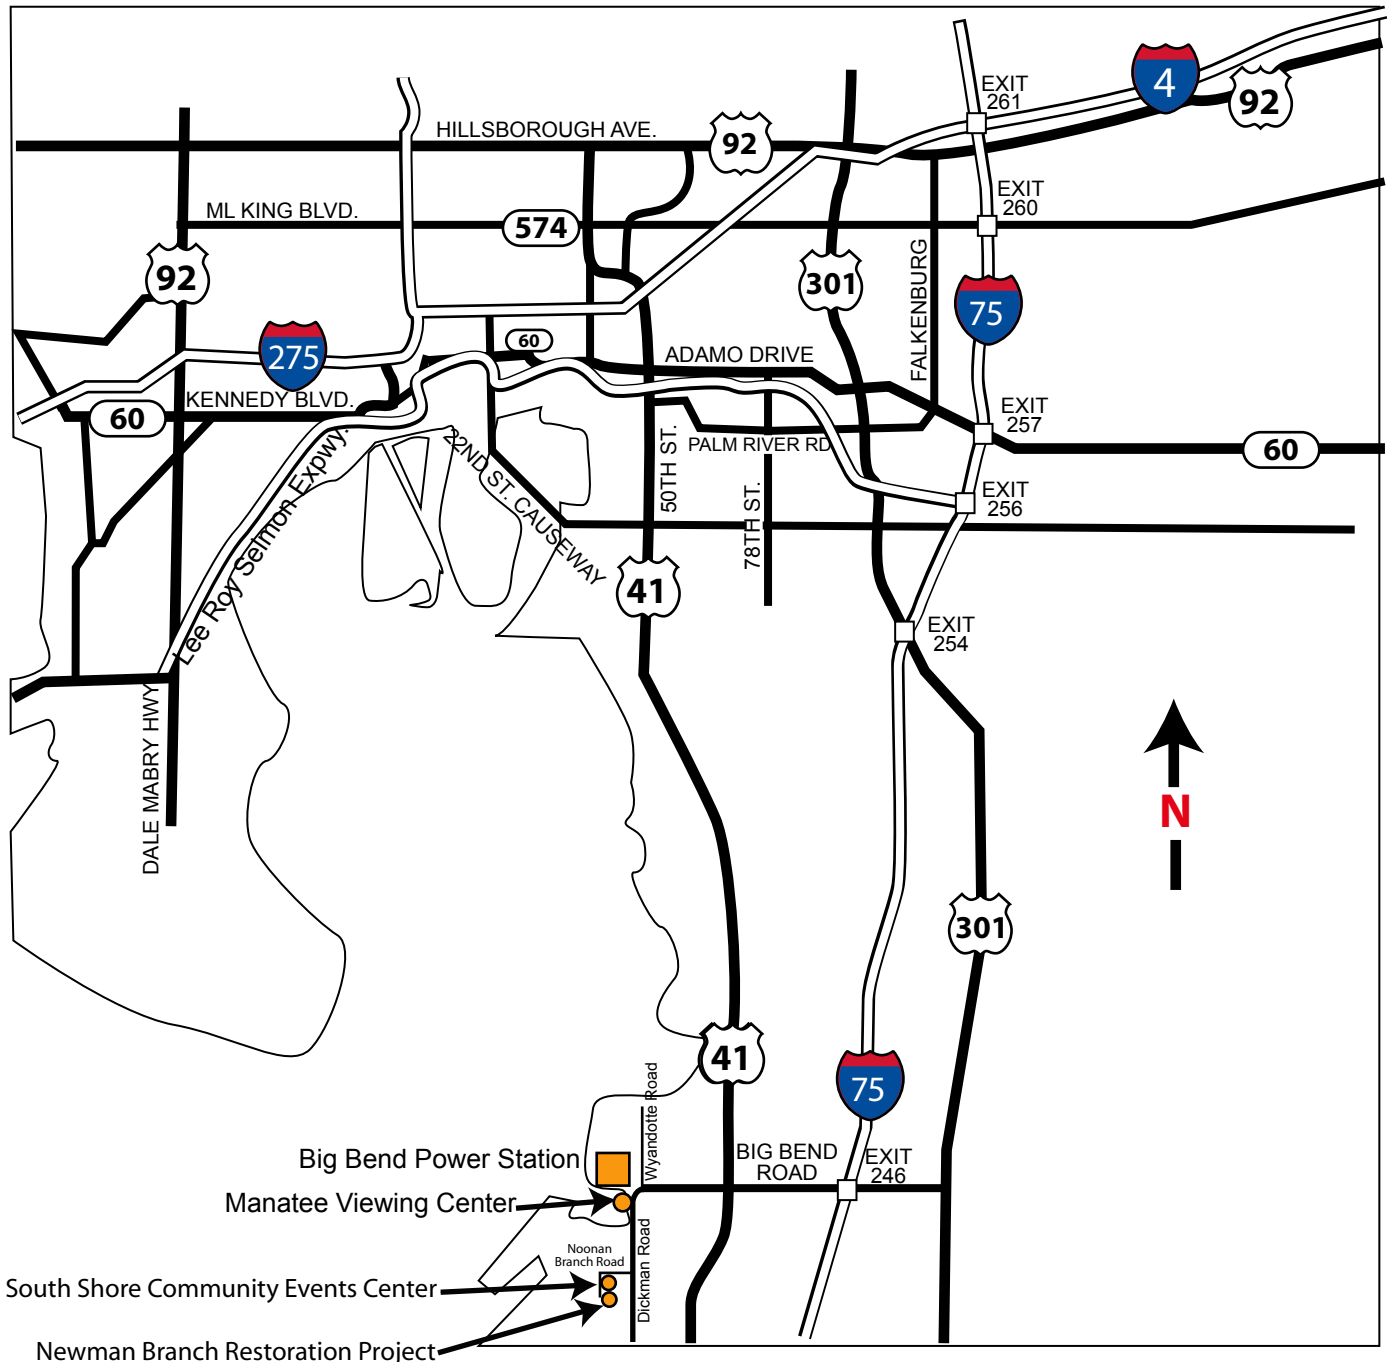 EXIT
261
4
92
HILLSBOROUGH AVE.
92
EXIT
260
ML KING BLVD.
574
92
301
FALKENBURG
75
275
60
ADAMO DRIVE
KENNEDY BLVD.
60
EXIT
257
PALM RIVER RD
60
Lee Roy Selmon Expwy.
22ND ST. CAUSEWAY
50TH ST.
78TH ST.
EXIT
256
41
EXIT
254
DALE MABRY HWY
N
301
41
75
Wyandotte Road
Big Bend Power Station
BIG BEND
ROAD
EXIT
246
Manatee Viewing Center
Noonan
Branch Road
Dickman Road
South Shore Community Events Center
Newman Branch Restoration Project